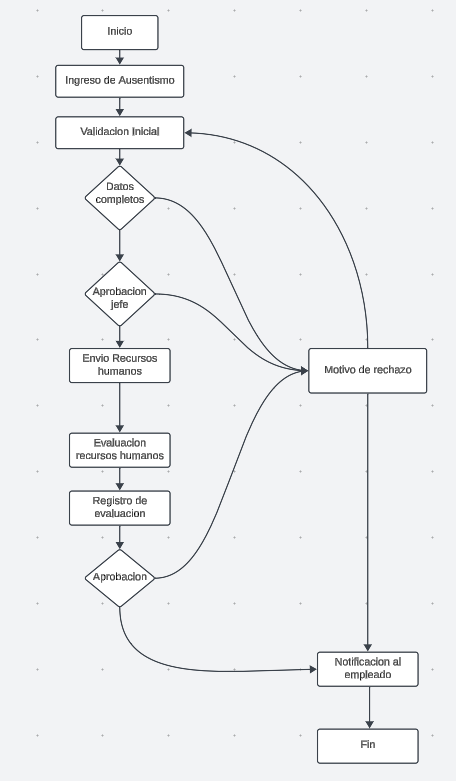 Inicio
Ingreso de Ausentismo
Validacion Inicial
Datos
completos
Aprobacion
jefe
Envio Recursos
humanos
Motivo de rechazo
Evaluacion
recursos humanos
Registro de
evaluacion
Aprobacion
Notificacion al
empleado
Fin